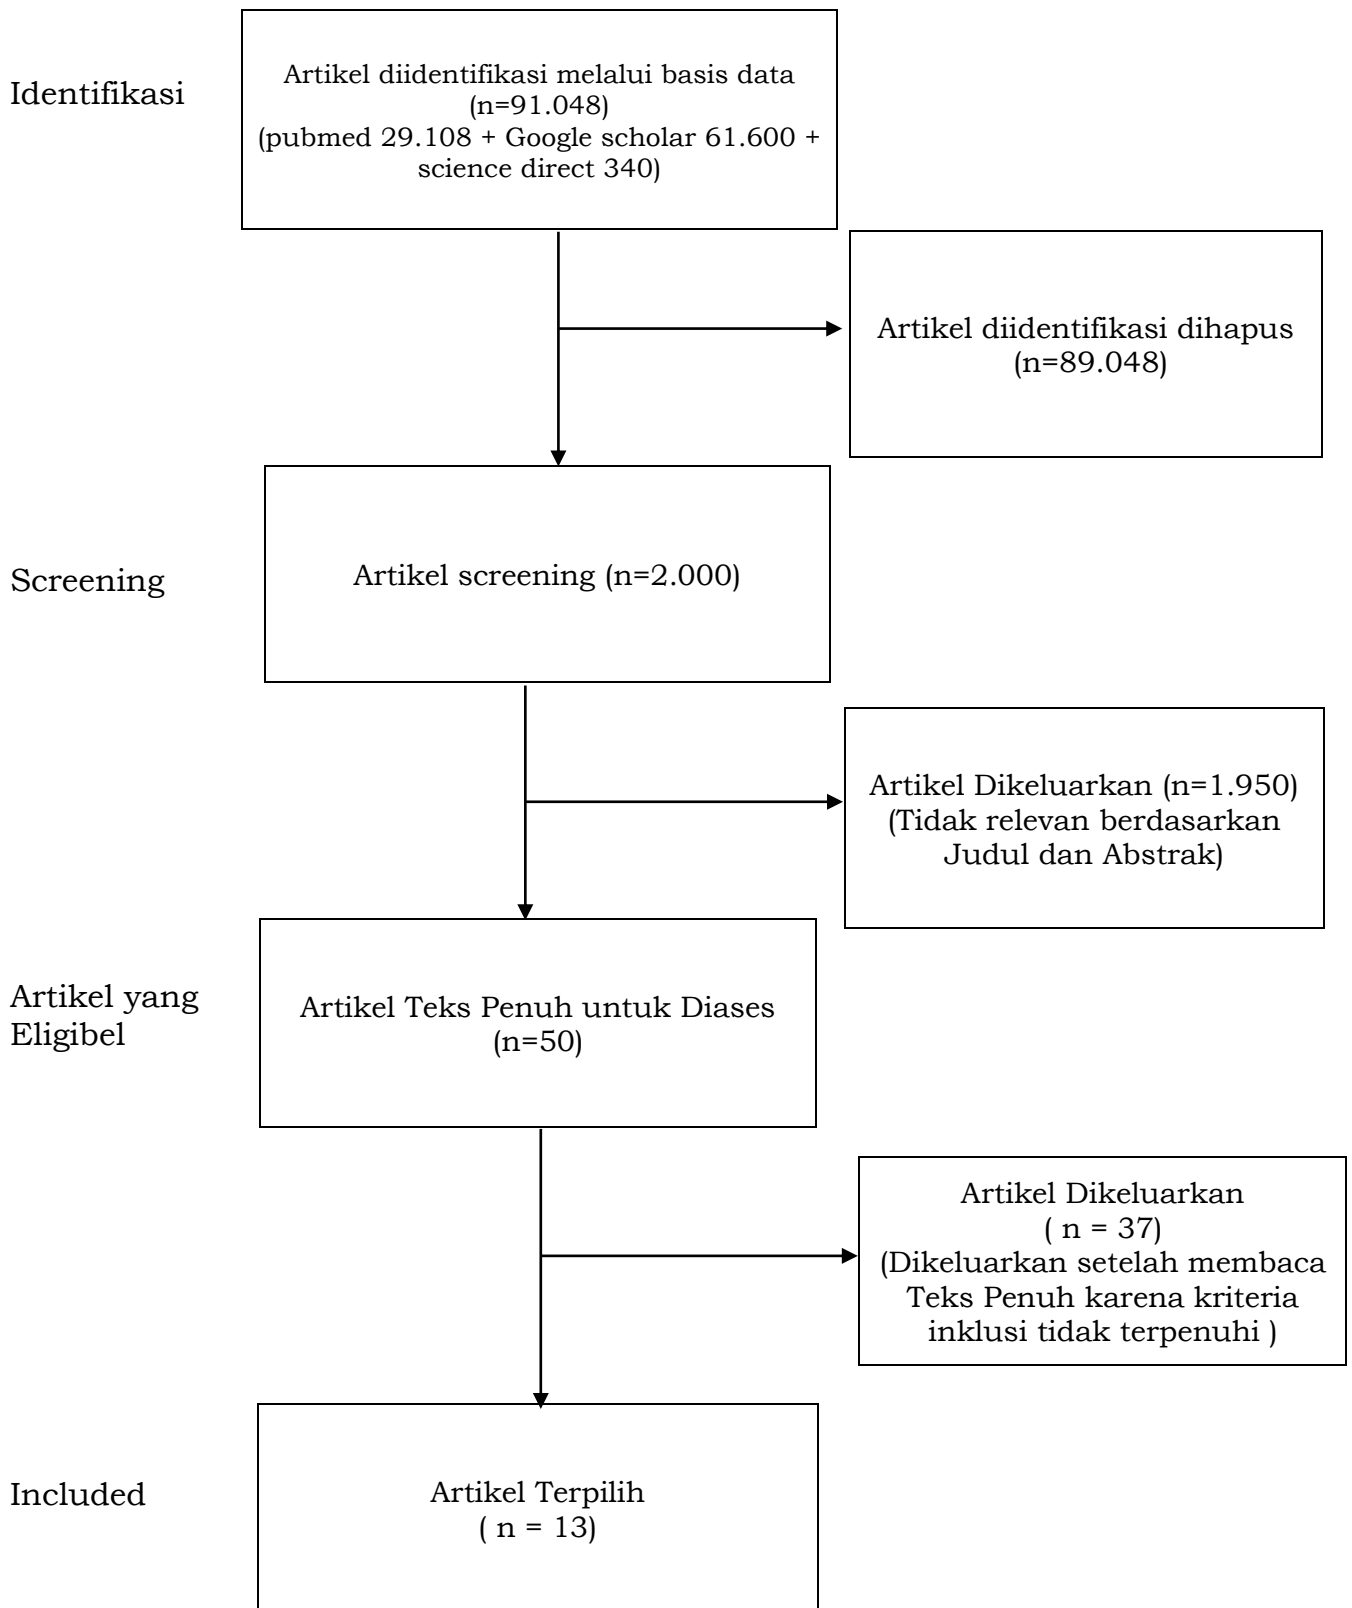 Identifikasi
Artikel diidentifikasi melalui basis data
(n=91.048)
(pubmed 29.108 + Google scholar 61.600 +
science direct 340)
Artikel diidentifikasi dihapus
(n=89.048)
Screening
Artikel screening (n=2.000)
Artikel Dikeluarkan (n=1.950)
(Tidak relevan berdasarkan
Judul dan Abstrak)
Artikel yang
Eligibel
Artikel Teks Penuh untuk Diases
(n=50)
Artikel Dikeluarkan
( n = 37)
(Dikeluarkan setelah membaca
Teks Penuh karena kriteria
inklusi tidak terpenuhi )
Included
Artikel Terpilih
( n = 13)